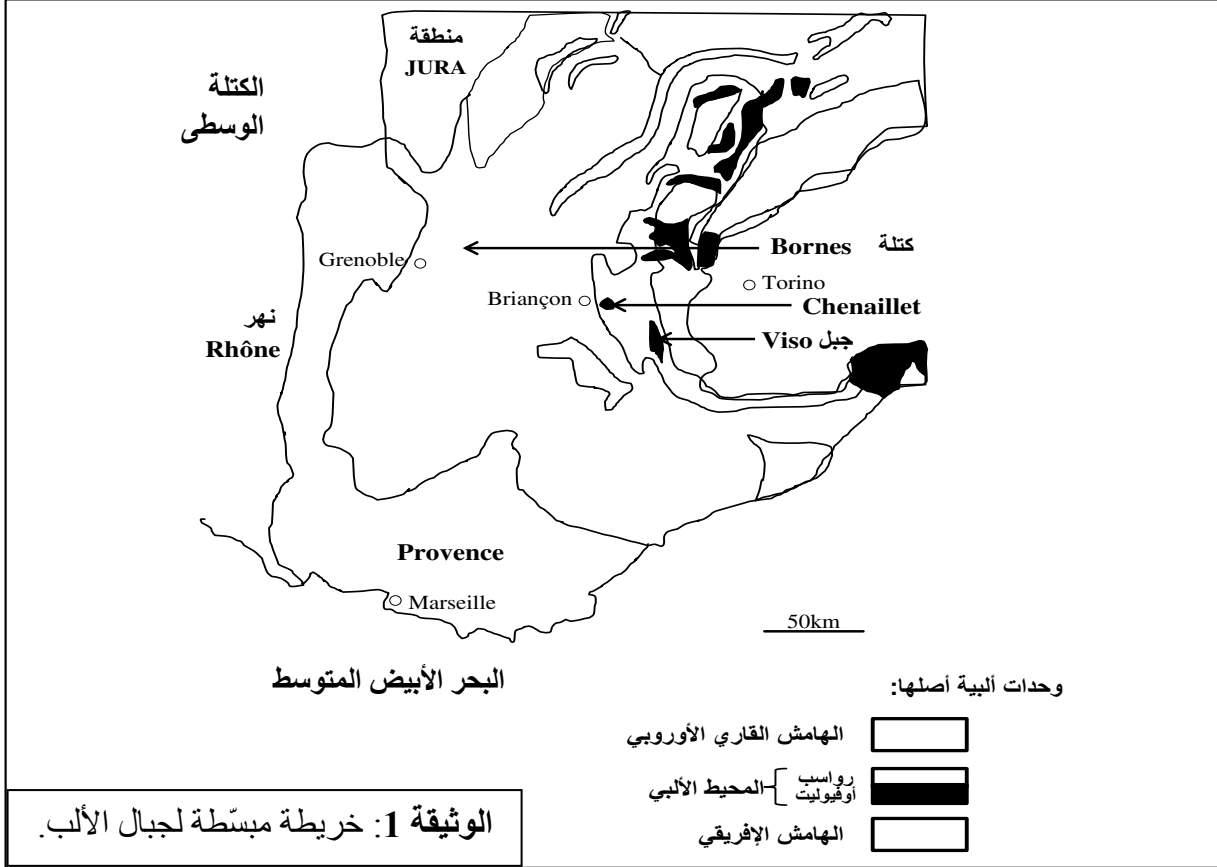 منطقة
JURA
الكتلة
الوسطى
كتلة Bornes
Grenoble
Torino
Briançon
Chenaillet
نهر
Rhône
جبل Viso
Provence
Marseille
50km
البحر الأبيض المتوسط
وحدات ألبية أصلها:
الهامش القاري الأوروبي
رواسب
المحيط الألبي
أوفيوليت
الهامش الإفريقي
الوثيقة 1: خريطة مبسّطة لجبال الألب.